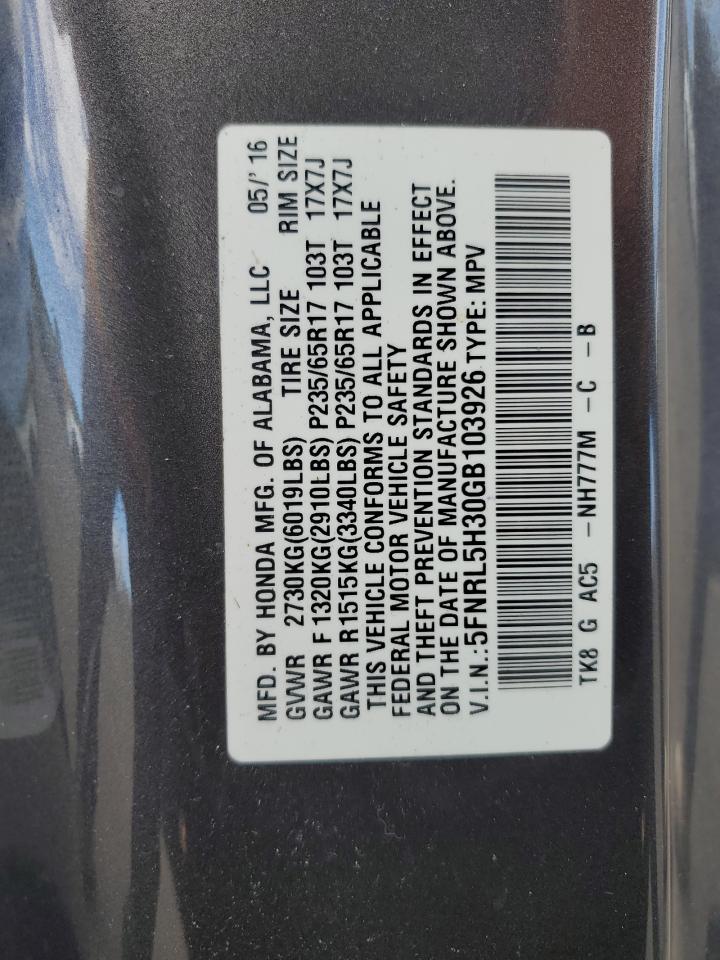 MFD. BY HONDA MFG. OF ALABAMA, LLC 05/' 16
GVWR 2730KG(6019LBS) TIRE SIZE RIM SIZE
GAWR F 1320KG(2910LBS) P235/65R17 103T 17X7J
GAWR R 1515KG(3340LBS) P235/65R17 103T 17X7J
THIS VEHICLE CONFORMS TO ALL APPLICABLE
FEDERAL MOTOR VEHICLE SAFETY
AND THEFT PREVENTION STANDARDS IN EFFECT
ON THE DATE OF MANUFACTURE SHOWN ABOVE.
V.I.N.: 5FNRL5H30GB103926 TYPE: MPV
TK8 G AC5 -NH777M -C -B